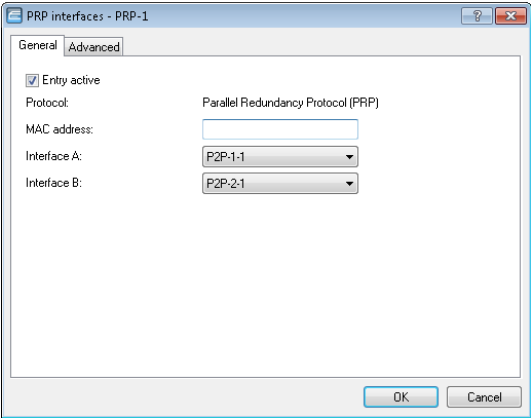 PRP interfaces - PRP-1
General Advanced
Entry active
Protocol: Parallel Redundancy Protocol (PRP)
MAC address:
Interface A: P2P-1-1
Interface B: P2P-2-1
OK Cancel